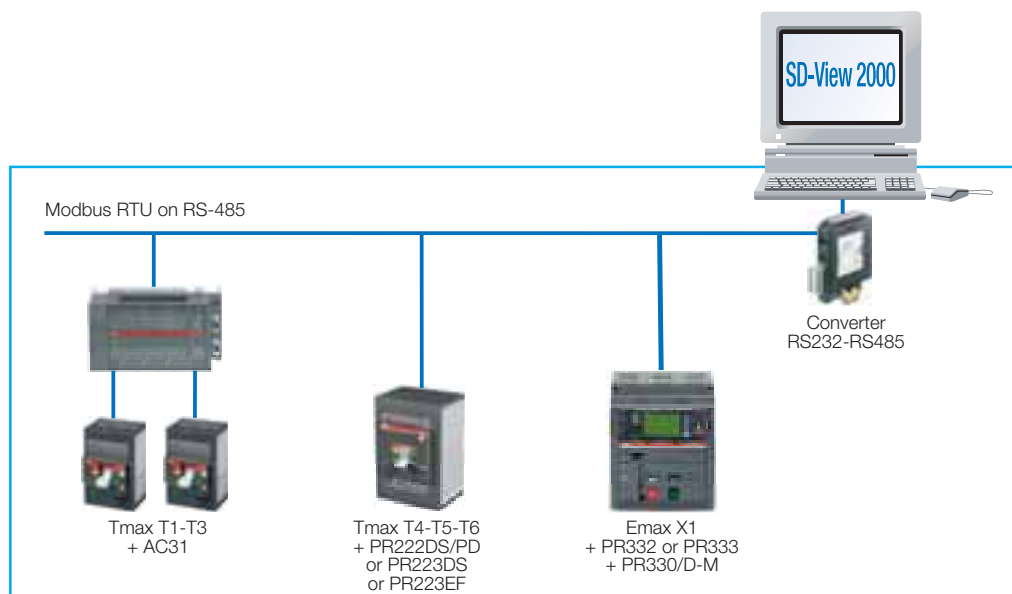 SD-View 2000
Modbus RTU on RS-485
Converter
RS232-RS485
Tmax T1-T3
+ AC31
Tmax T4-T5-T6
+ PR222DS/PD
or PR223DS
or PR223EF
Emax X1
+ PR332 or PR333
+ PR330/D-M